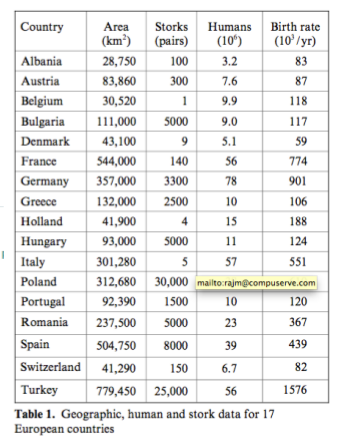 Country Area Storks Humans Birth rate
(km²) (pairs) (10⁶) (10³/yr)
Albania 28,750 100 3.2 83
Austria 83,860 300 7.6 87
Belgium 30,520 1 9.9 118
Bulgaria 111,000 5000 9.0 117
Denmark 43,100 9 5.1 59
France 544,000 140 56 774
Germany 357,000 3300 78 901
Greece 132,000 2500 10 106
Holland 41,900 4 15 188
Hungary 93,000 5000 11 124
Italy 301,280 5 57 551
Poland 312,680 30,000 mailto:rajm@compuserve.com
Portugal 92,390 1500 10 120
Romania 237,500 5000 23 367
Spain 504,750 8000 39 439
Switzerland 41,290 150 6.7 82
Turkey 779,450 25,000 56 1576
Table 1. Geographic, human and stork data for 17
European countries